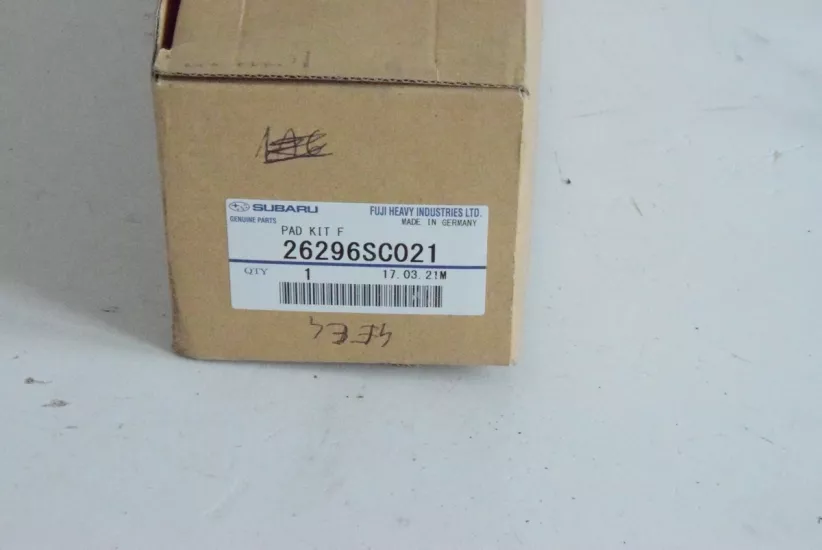 SUBARU
FUJI HEAVY INDUSTRIES LTD.
GENUINE PARTS
MADE IN GERMANY
PAD KIT F
26296SC021
QTY 1 17.03.21M